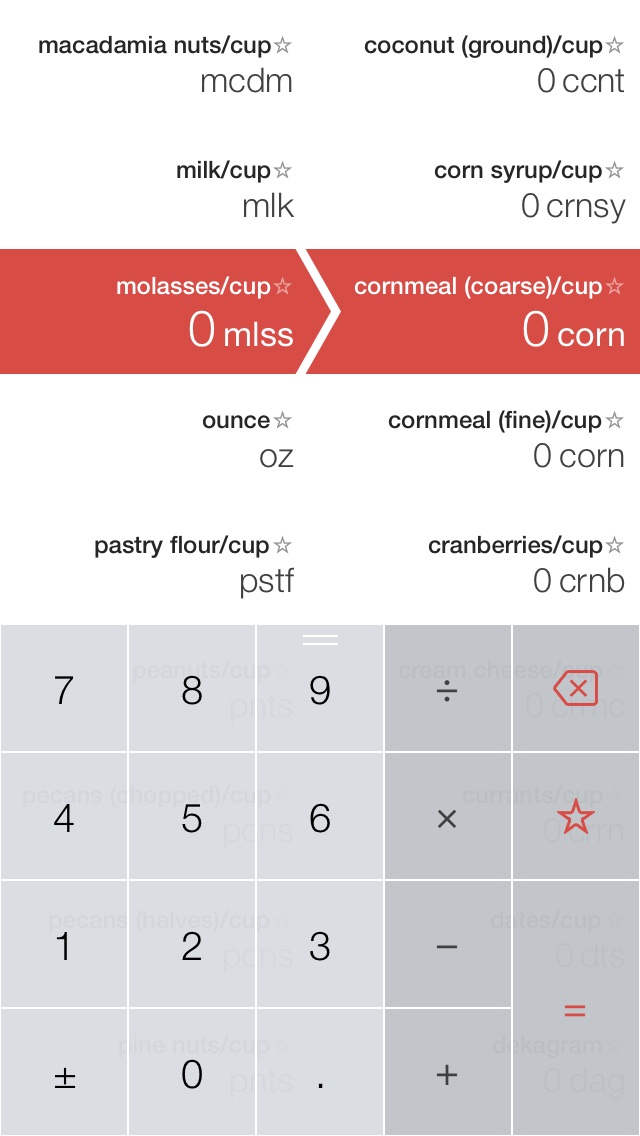 macadamia nuts/cup☆ coconut (ground)/cup☆
mcdm 0 ccnt
milk/cup☆ corn syrup/cup☆
mlk 0 crnsy
molasses/cup☆ cornmeal (coarse)/cup☆
0 mlss 0 corn
ounce☆ cornmeal (fine)/cup☆
oz 0 corn
pastry flour/cup☆ cranberries/cup☆
pstf 0 crnb
peanuts/cup☆ cream cheese/cup
7 8 9 ÷
pnts 0 crmc
pecans (chopped)/cup☆ currants/cup☆
4 5 6 ×
pcns 0 crrn
pecans (halves)/cup☆ dates/cup☆
1 2 3 −
pcns 0 dts
=
pine nuts/cup☆ dekagram☆
± 0 . +
pnts 0 dag